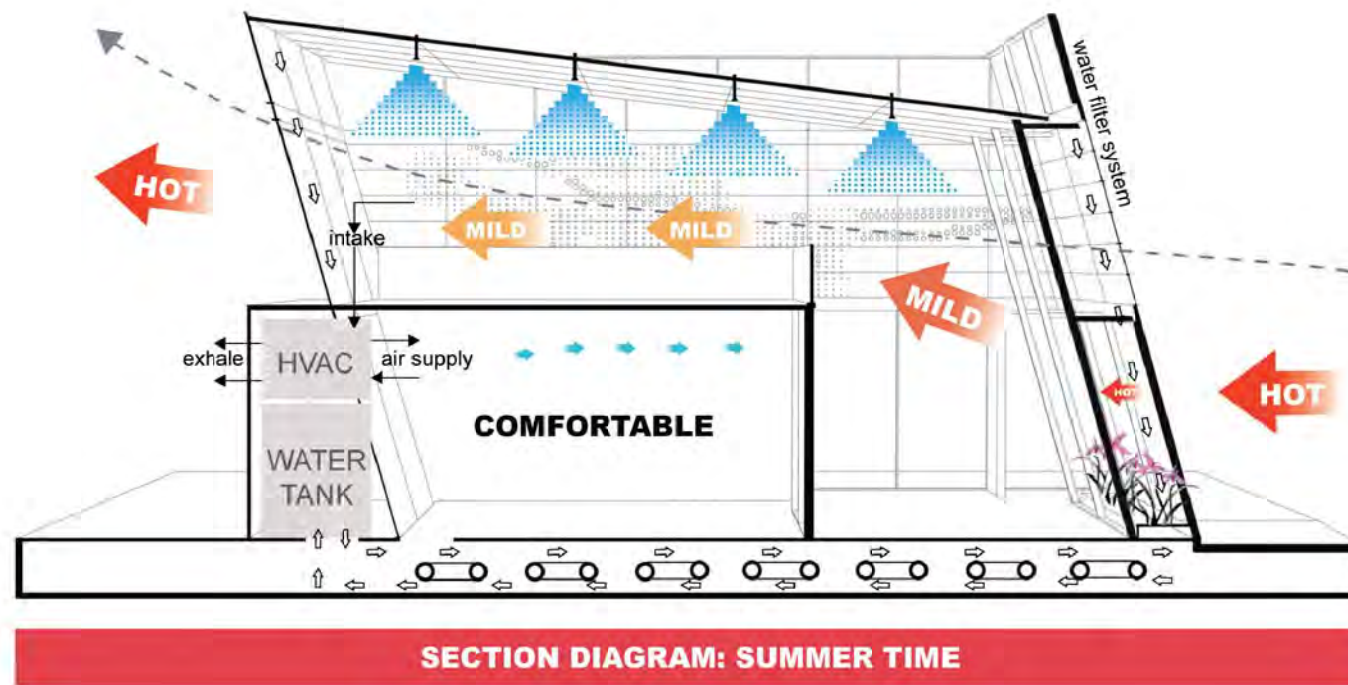 water filter system
HOT
MILD
MILD
intake
MILD
exhale
HVAC
air supply
HOT
HOT
COMFORTABLE
WATER
TANK
SECTION DIAGRAM: SUMMER TIME